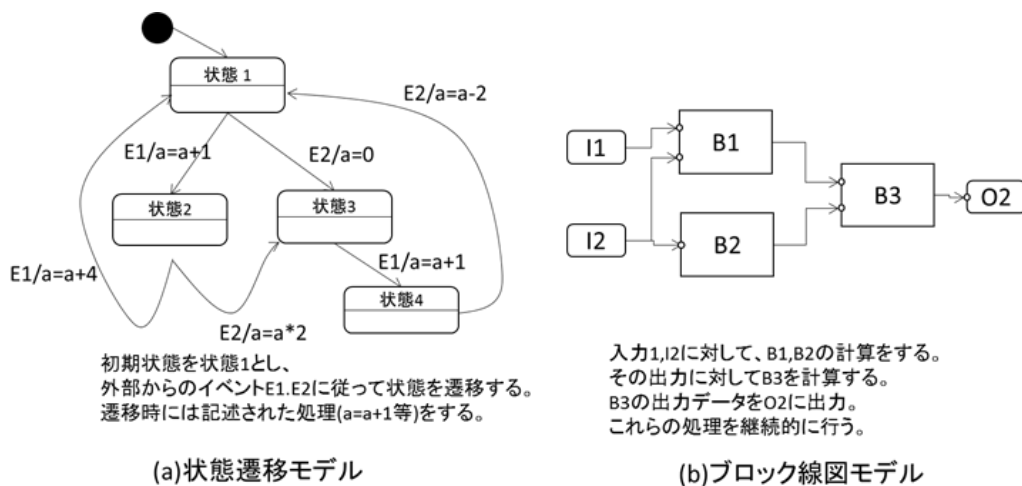 状態 1
E2/a=a-2
E1/a=a+1
E2/a=0
状態2
状態3
E1/a=a+4
E1/a=a+1
状態4
E2/a=a*2
初期状態を状態1とし、
外部からのイベントE1.E2に従って状態を遷移する。
遷移時には記述された処理(a=a+1等)をする。
(a)状態遷移モデル
I1
B1
B3
O2
I2
B2
入力1,I2に対して、B1,B2の計算をする。
その出力に対してB3を計算する。
B3の出力データをO2に出力。
これらの処理を継続的に行う。
(b)ブロック線図モデル